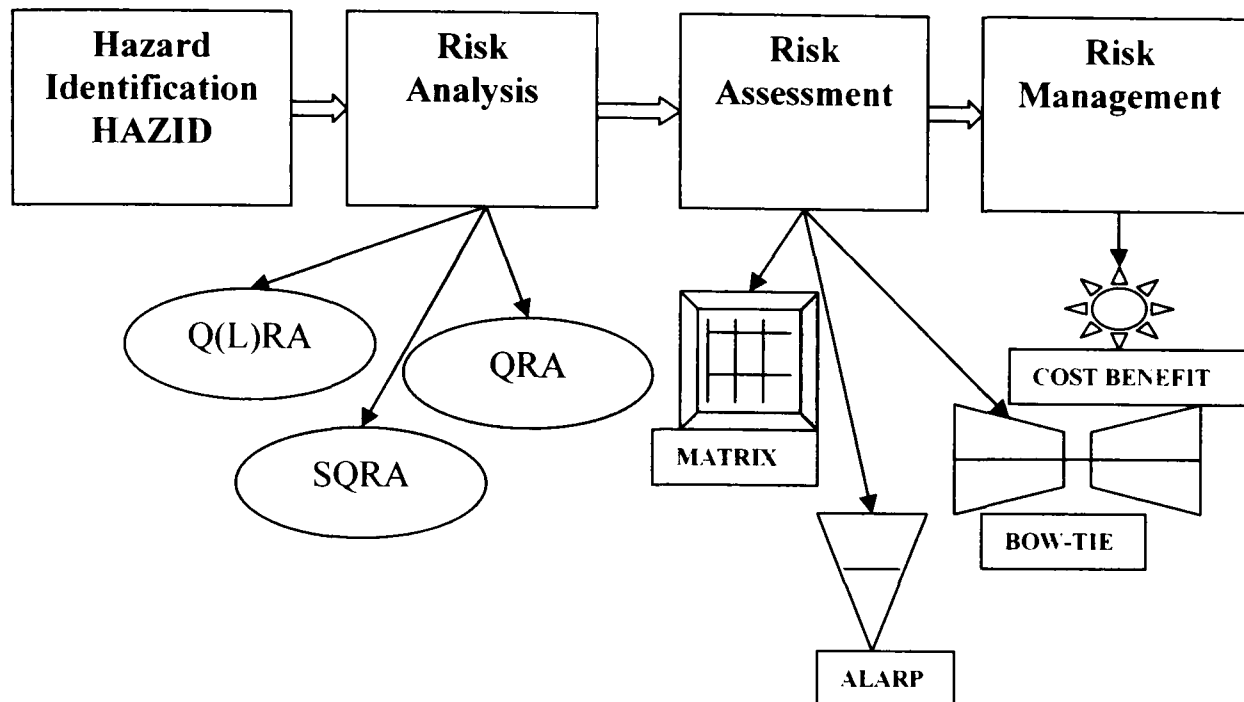 Hazard
Identification
HAZID
Risk
Analysis
Risk
Assessment
Risk
Management
Q(L)RA
QRA
SQRA
MATRIX
COST BENEFIT
BOW-TIE
ALARP